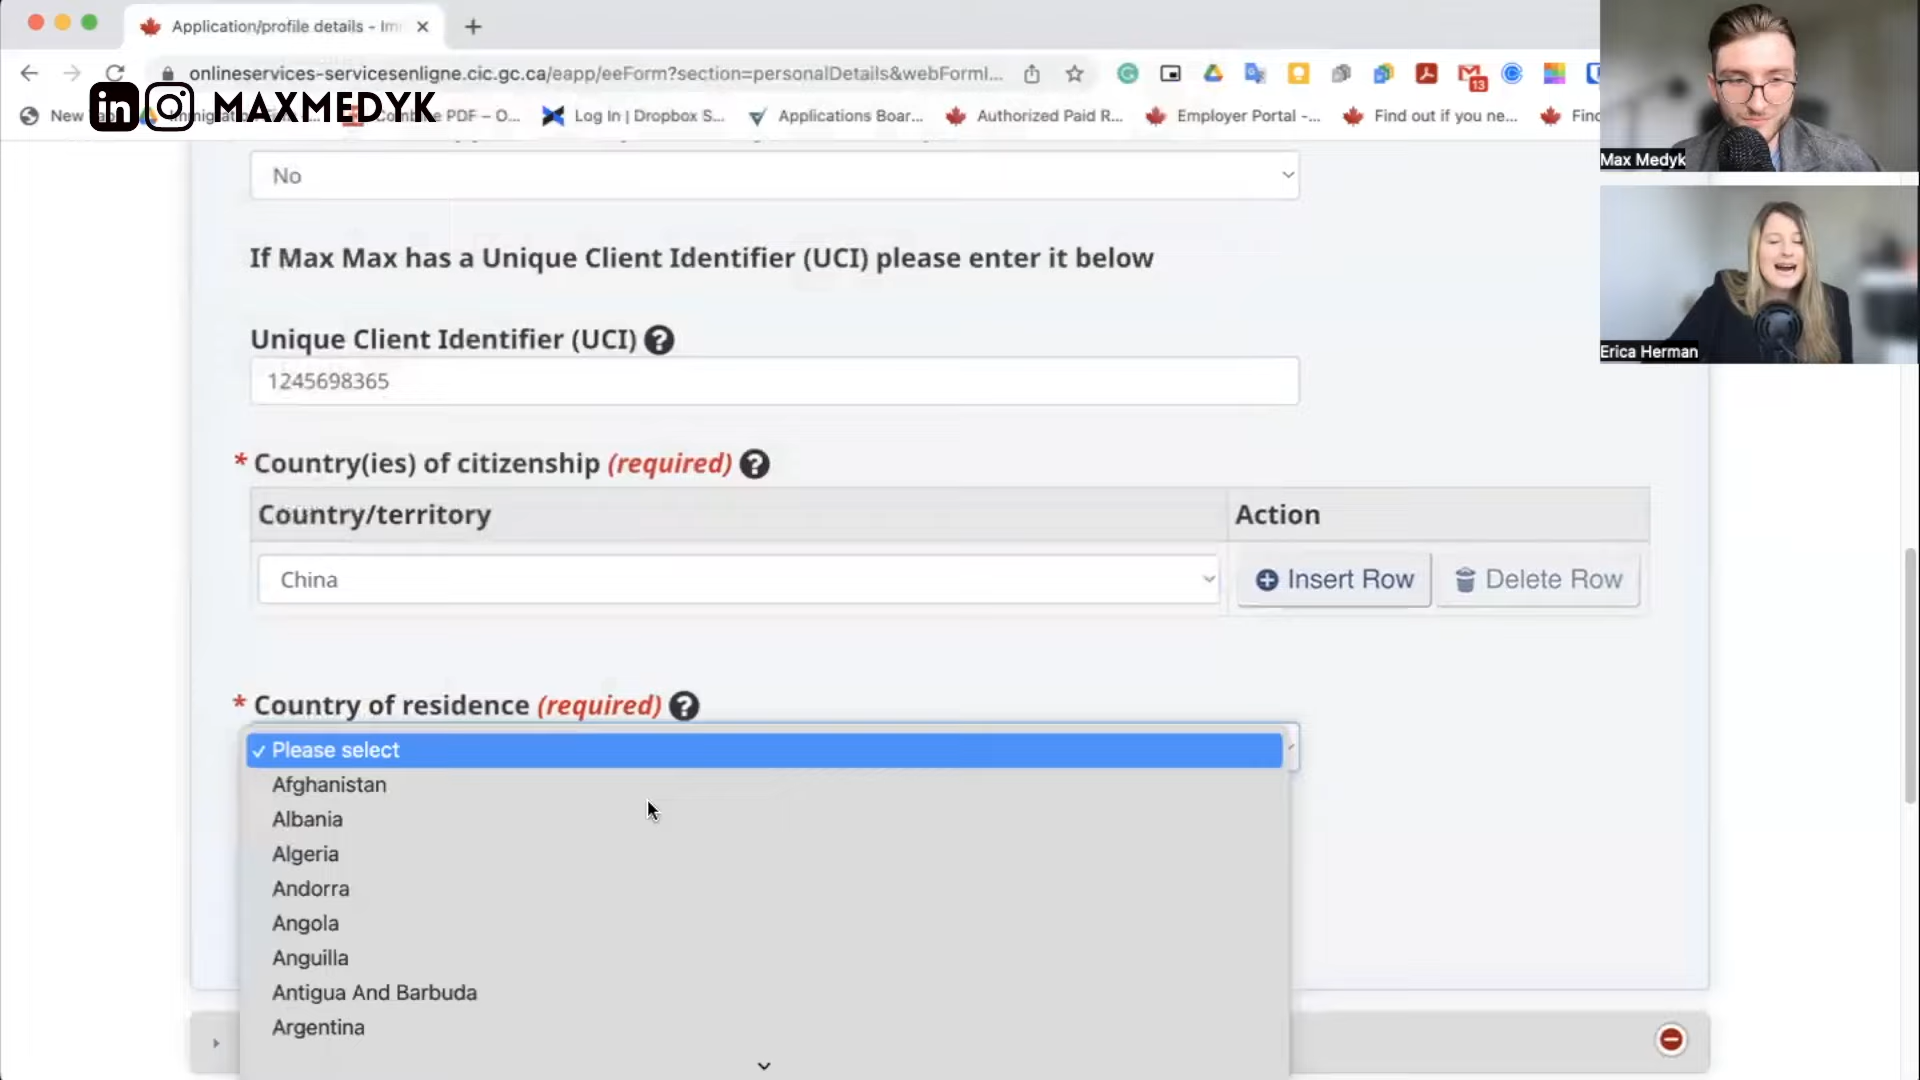 Application/profile details - Im
onlineservices-servicesenligne.cic.gc.ca/eapp/eeForm?section=personalDetails&webFormI...
13
in MAXMEDYK
New
PDF – O...
Log In | Dropbox S...
Applications Boar...
Authorized Paid R...
Employer Portal -...
Find out if you ne...
Max Medyk
Erica Herman
No
If Max Max has a Unique Client Identifier (UCI) please enter it below
Unique Client Identifier (UCI) ?
1245698365
* Country(ies) of citizenship (required) ?
Country/territory
Action
China
Insert Row
Delete Row
* Country of residence (required) ?
✓ Please select
Afghanistan
Albania
Algeria
Andorra
Angola
Anguilla
Antigua And Barbuda
Argentina